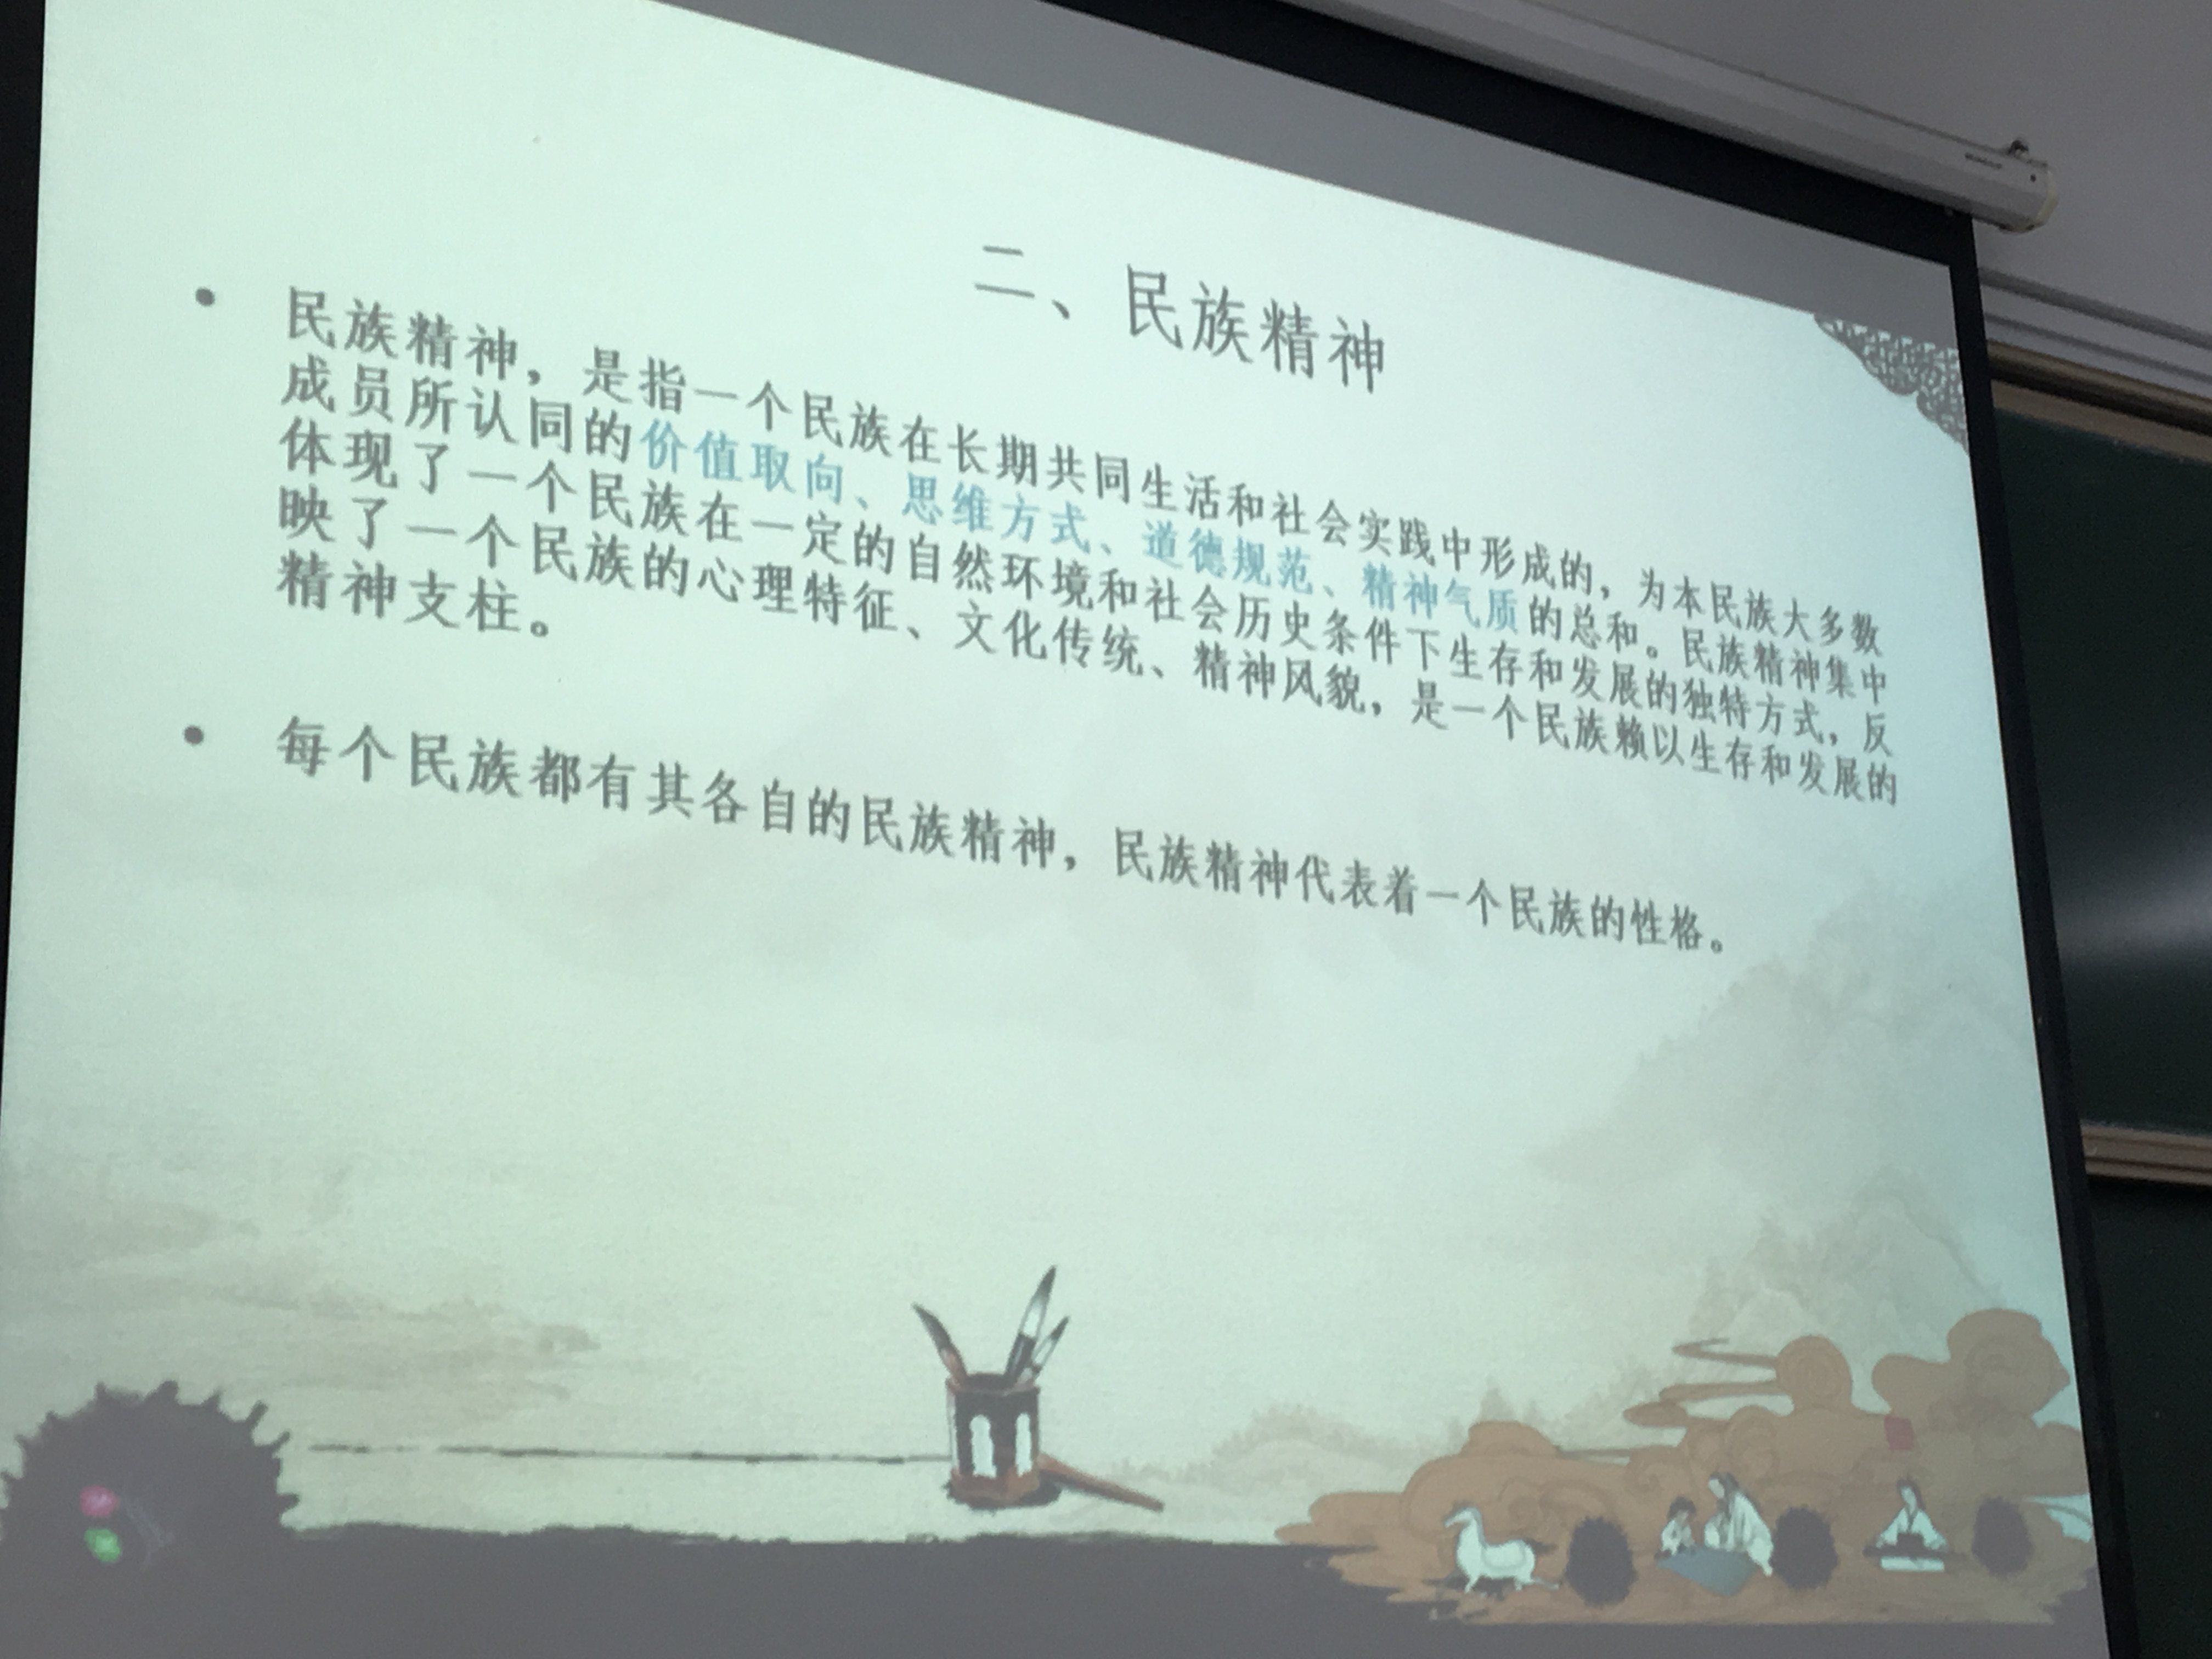 二、民族精神
• 民族精神，是指一个民族在长期共同生活和社会实践中形成的，为本民族大多数
成员所认同的价值取向、思维方式、道德规范、精神气质的总和。民族精神集中
体现了一个民族在一定的自然环境和社会历史条件下生存和发展的独特方式，反
映了一个民族的心理特征、文化传统、精神风貌，是一个民族赖以生存和发展的
精神支柱。
• 每个民族都有其各自的民族精神，民族精神代表着一个民族的性格。